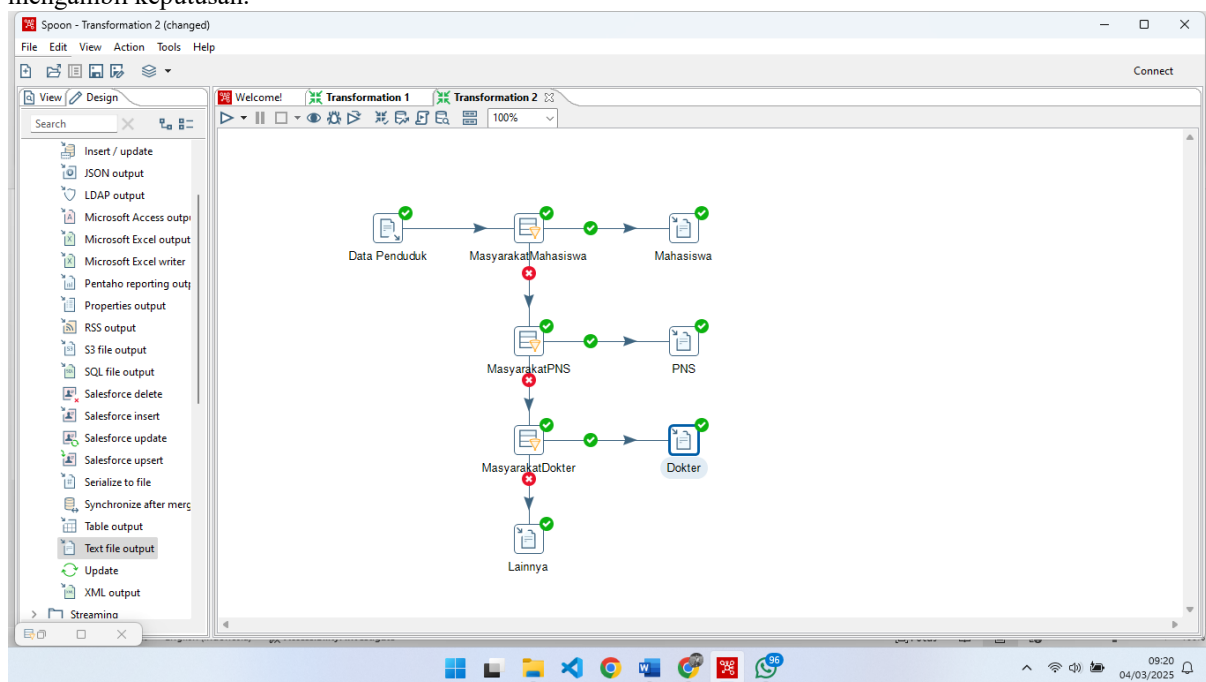 Spoon - Transformation 2 (changed)
File Edit View Action Tools Help
Connect
View Design
Welcome! Transformation 1 Transformation 2
Search
100%
Insert / update
JSON output
LDAP output
Microsoft Access outp
Microsoft Excel output
Microsoft Excel writer
Pentaho reporting out
Properties output
RSS output
S3 file output
SQL file output
Salesforce delete
Salesforce insert
Salesforce update
Salesforce upsert
Serialize to file
Synchronize after merg
Table output
Text file output
Update
XML output
Streaming
Data Penduduk
MasyarakatMahasiswa
Mahasiswa
MasyarakatPNS
PNS
MasyarakatDokter
Dokter
Lainnya
96
09:20
04/03/2025